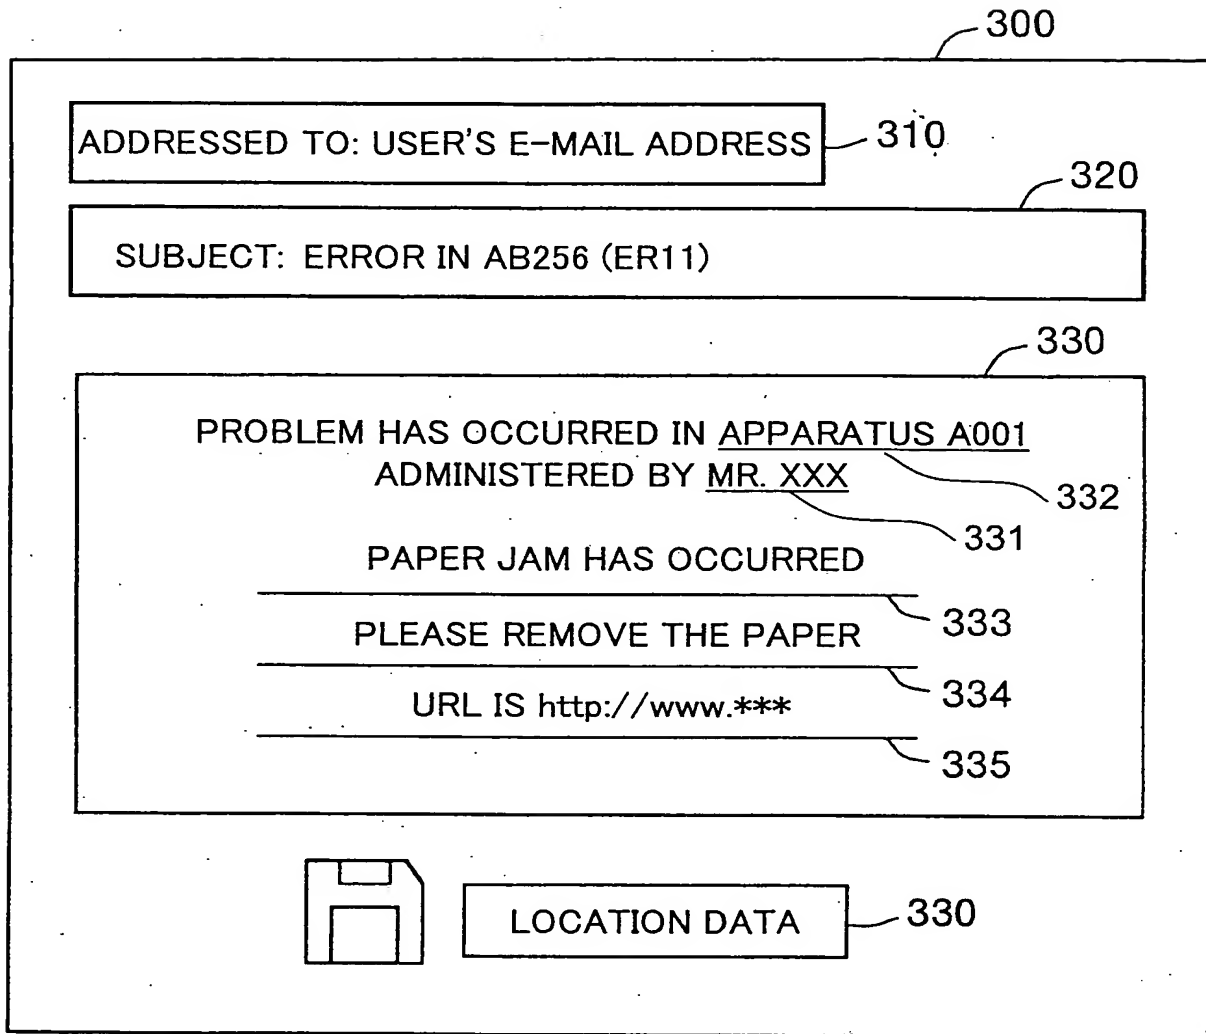 300
ADDRESSED TO: USER'S E-MAIL ADDRESS
310
320
SUBJECT: ERROR IN AB256 (ER11)
330
PROBLEM HAS OCCURRED IN APPARATUS A001
ADMINISTERED BY MR. XXX
332
331
PAPER JAM HAS OCCURRED
333
PLEASE REMOVE THE PAPER
334
URL IS http://www.***
335
LOCATION DATA
330